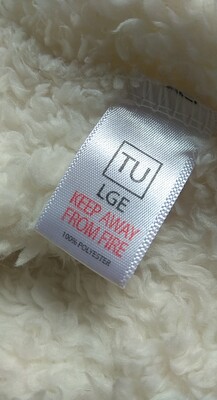 TU
LGE
KEEP AWAY
FROM FIRE
100% POLYESTER